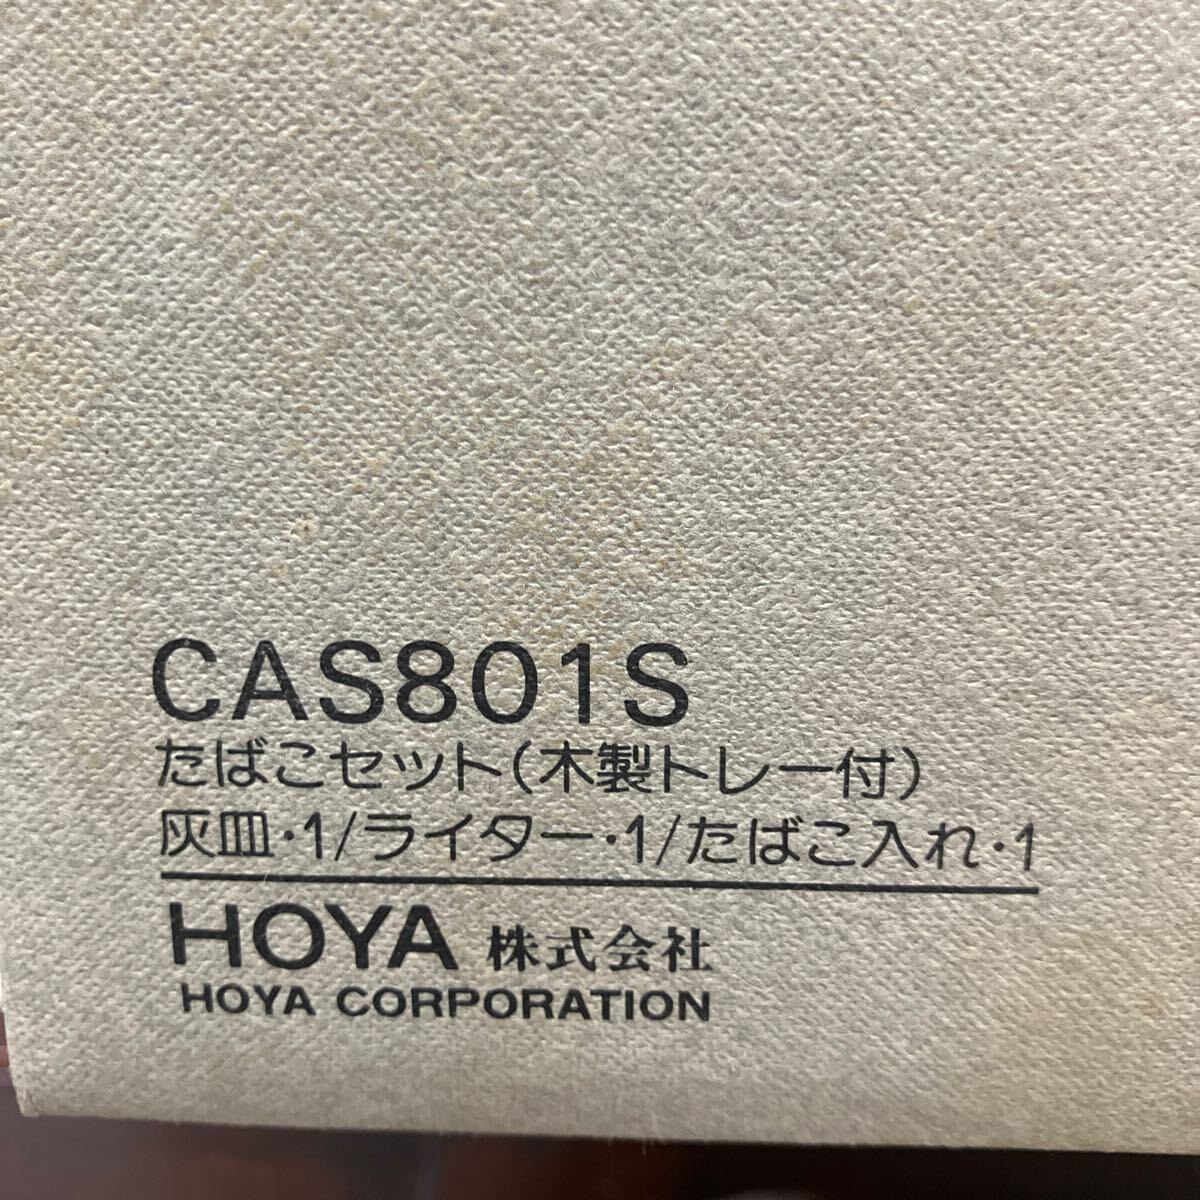 CAS801S
たばこセット(木製トレー付)
灰皿・1/ライター・1/たばこ入れ・1
HOYA 株式会社
HOYA CORPORATION